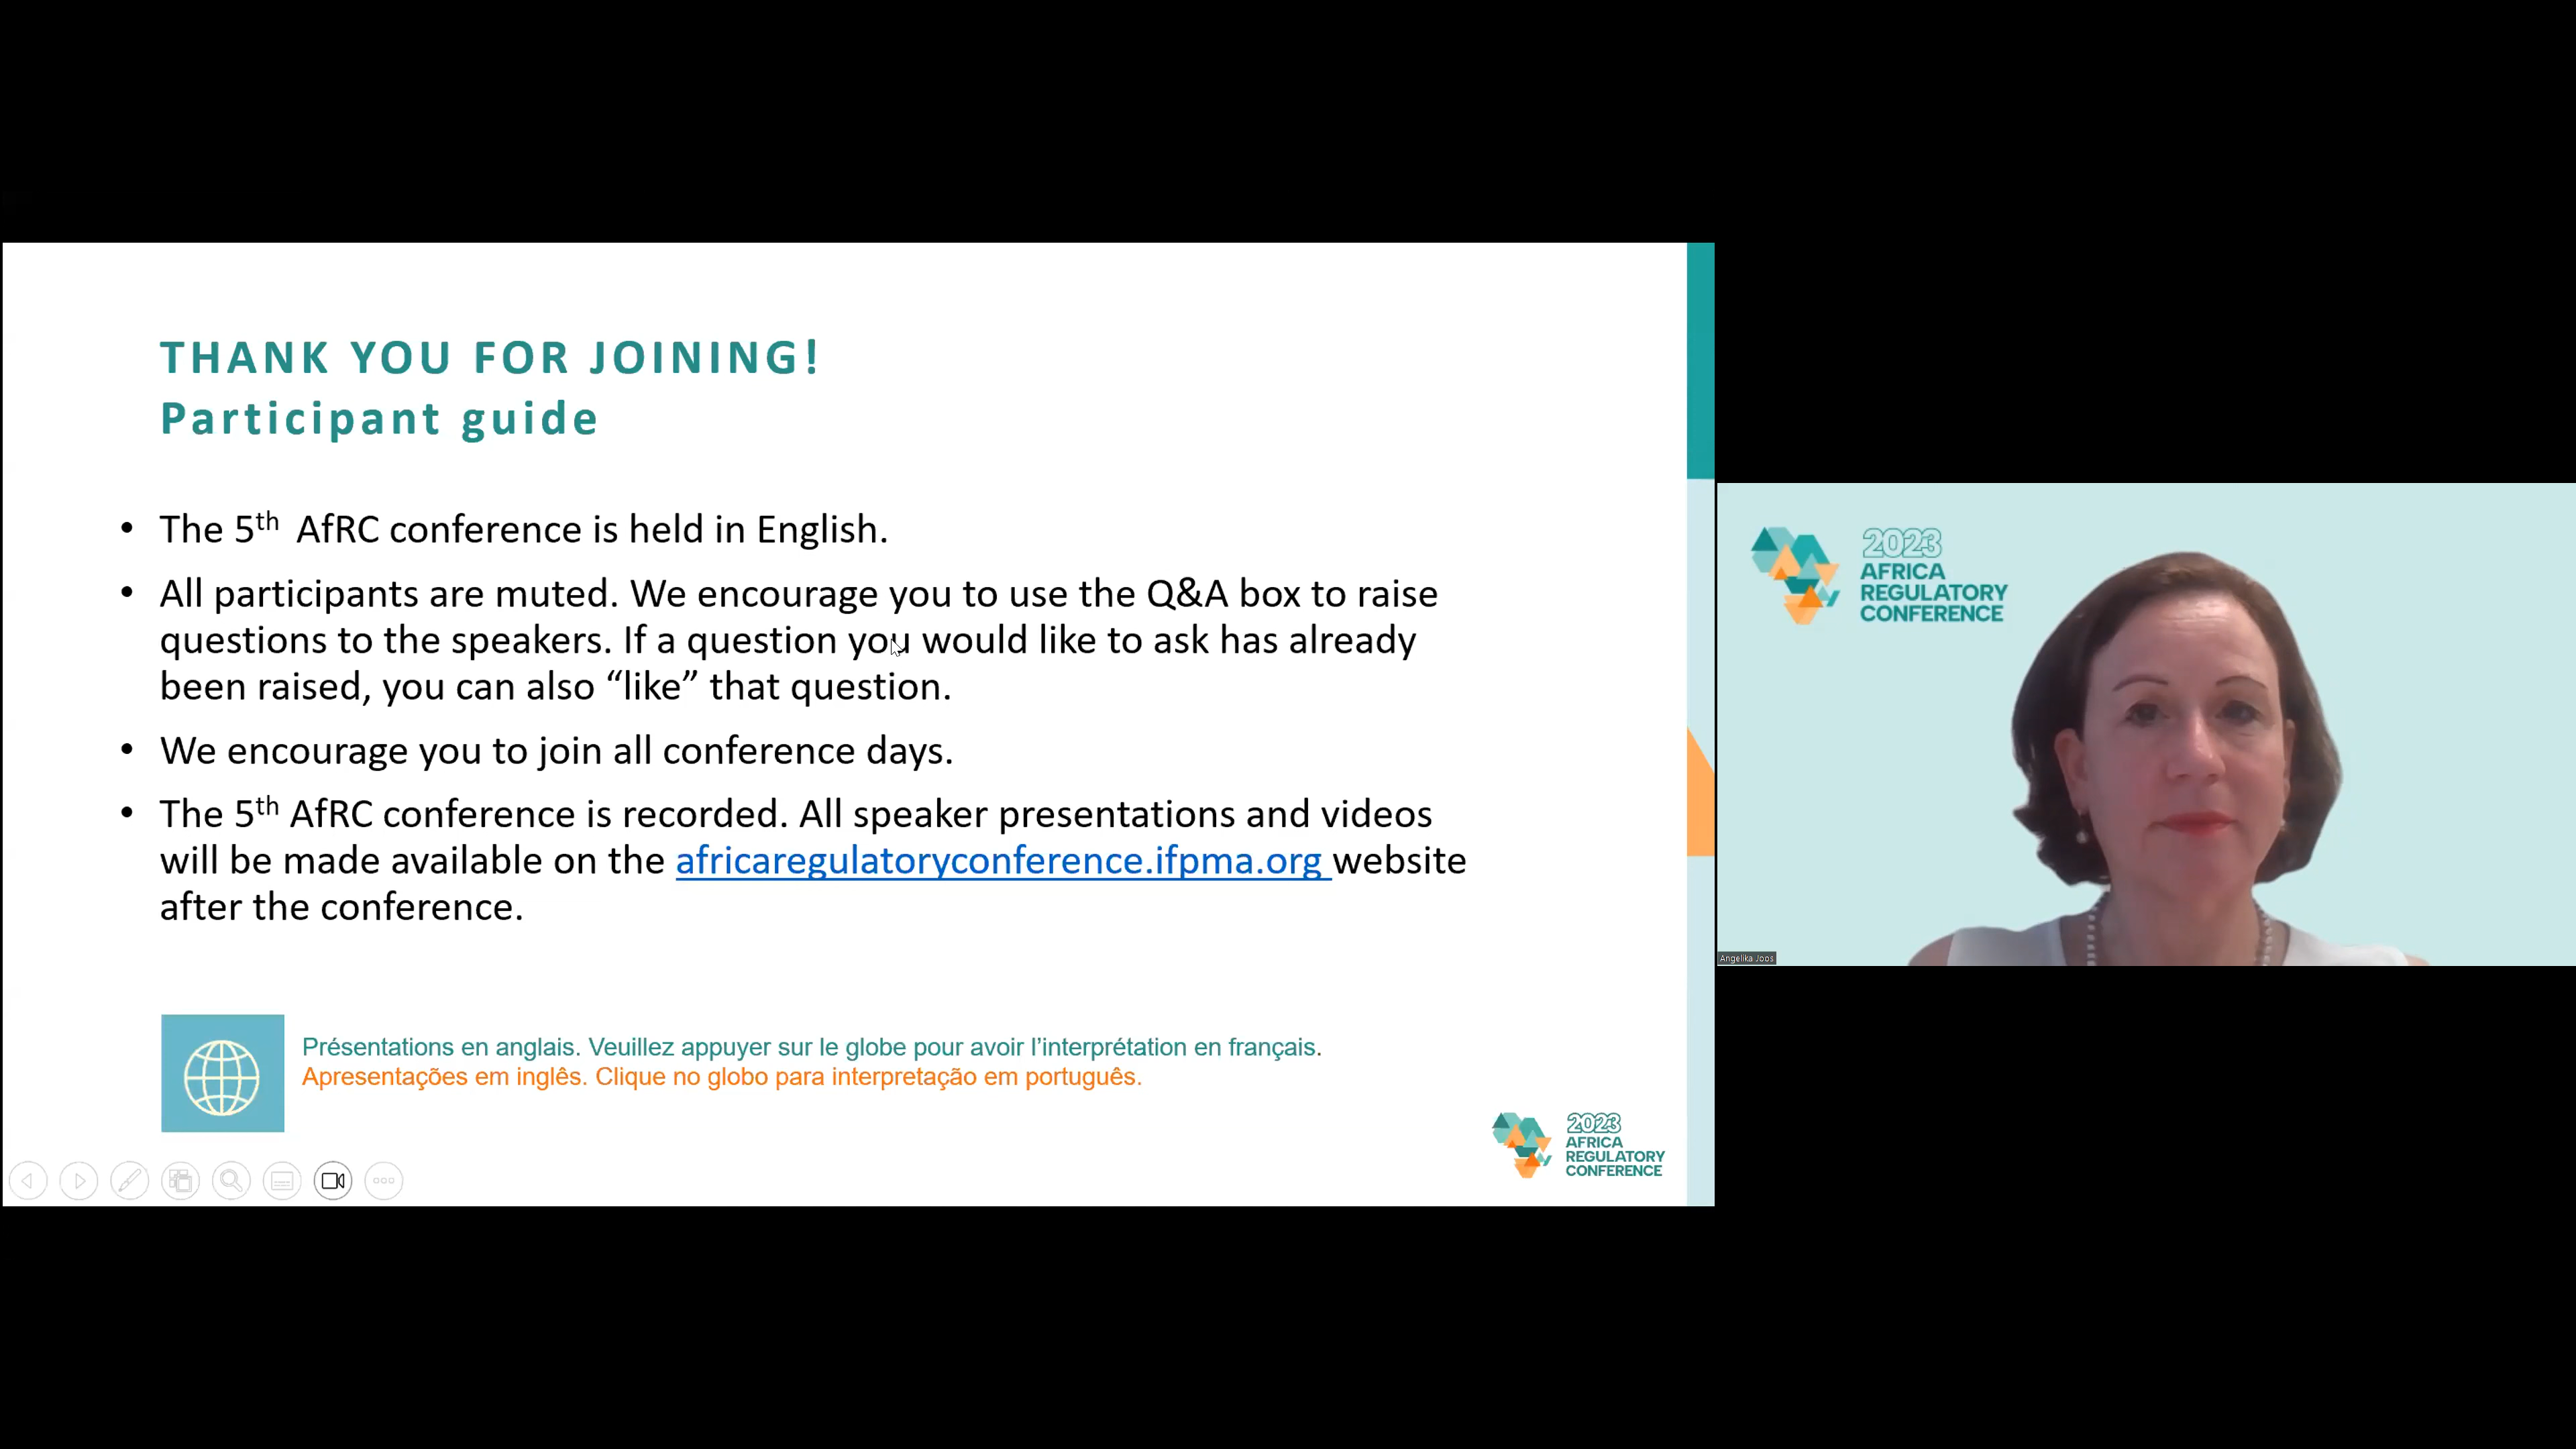 THANK YOU FOR JOINING!
Participant guide
• The 5th AfRC conference is held in English.
• All participants are muted. We encourage you to use the Q&A box to raise
questions to the speakers. If a question you would like to ask has already
been raised, you can also “like” that question.
• We encourage you to join all conference days.
• The 5th AfRC conference is recorded. All speaker presentations and videos
will be made available on the africaregulatoryconference.ifpma.org website
after the conference.
Présentations en anglais. Veuillez appuyer sur le globe pour avoir l’interprétation en français.
Apresentações em inglês. Clique no globo para interpretação em português.
2023
AFRICA
REGULATORY
CONFERENCE
2023
AFRICA
REGULATORY
CONFERENCE
Angelika Joos